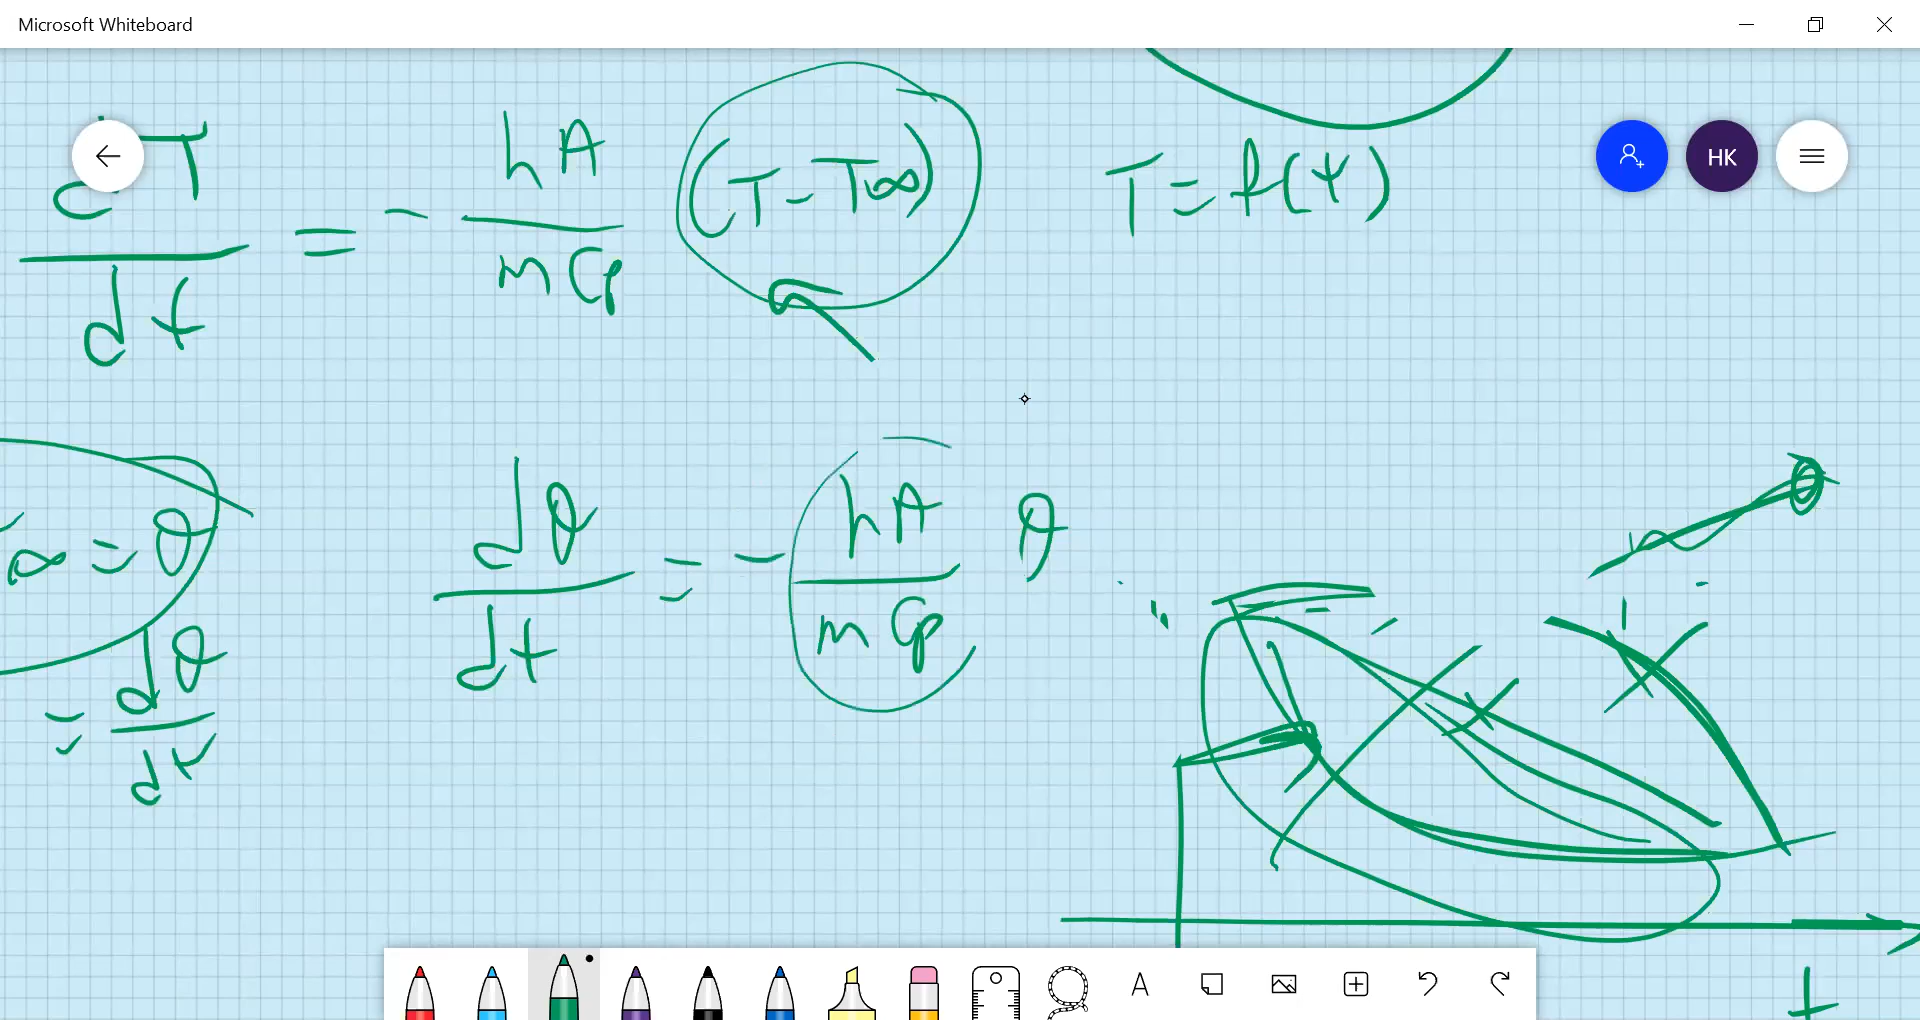 Microsoft Whiteboard
HK
dT/dt = - hA/mCp (T - T∞)
T = f(t)
∞ = θ
dθ/dt = - hA/mCp θ
= dθ/dt
t
A